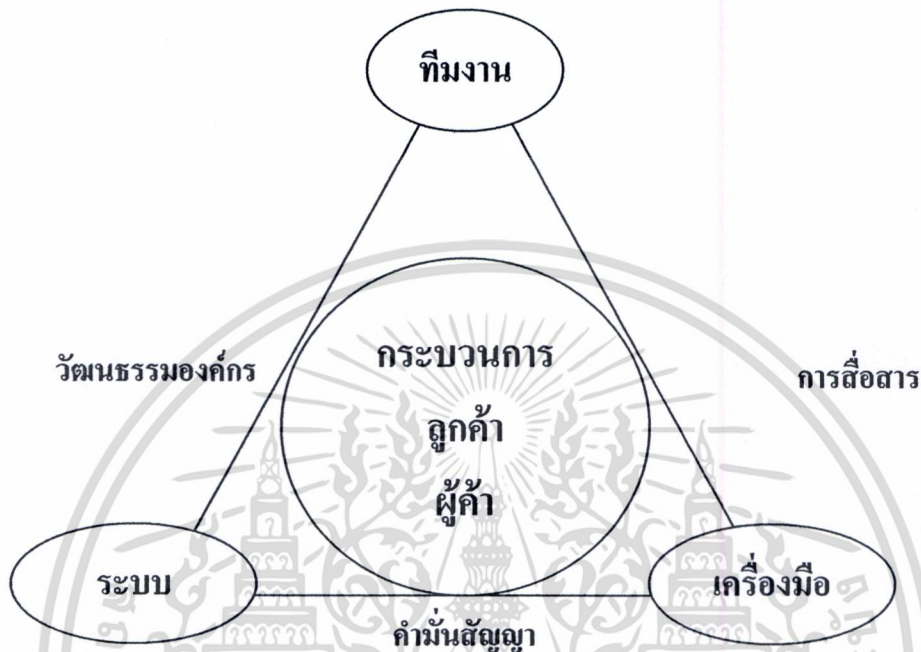 ทีมงาน
วัฒนธรรมองค์กร
การสื่อสาร
กระบวนการ
ลูกค้า
ผู้ค้า
ระบบ
เครื่องมือ
คำมั่นสัญญา